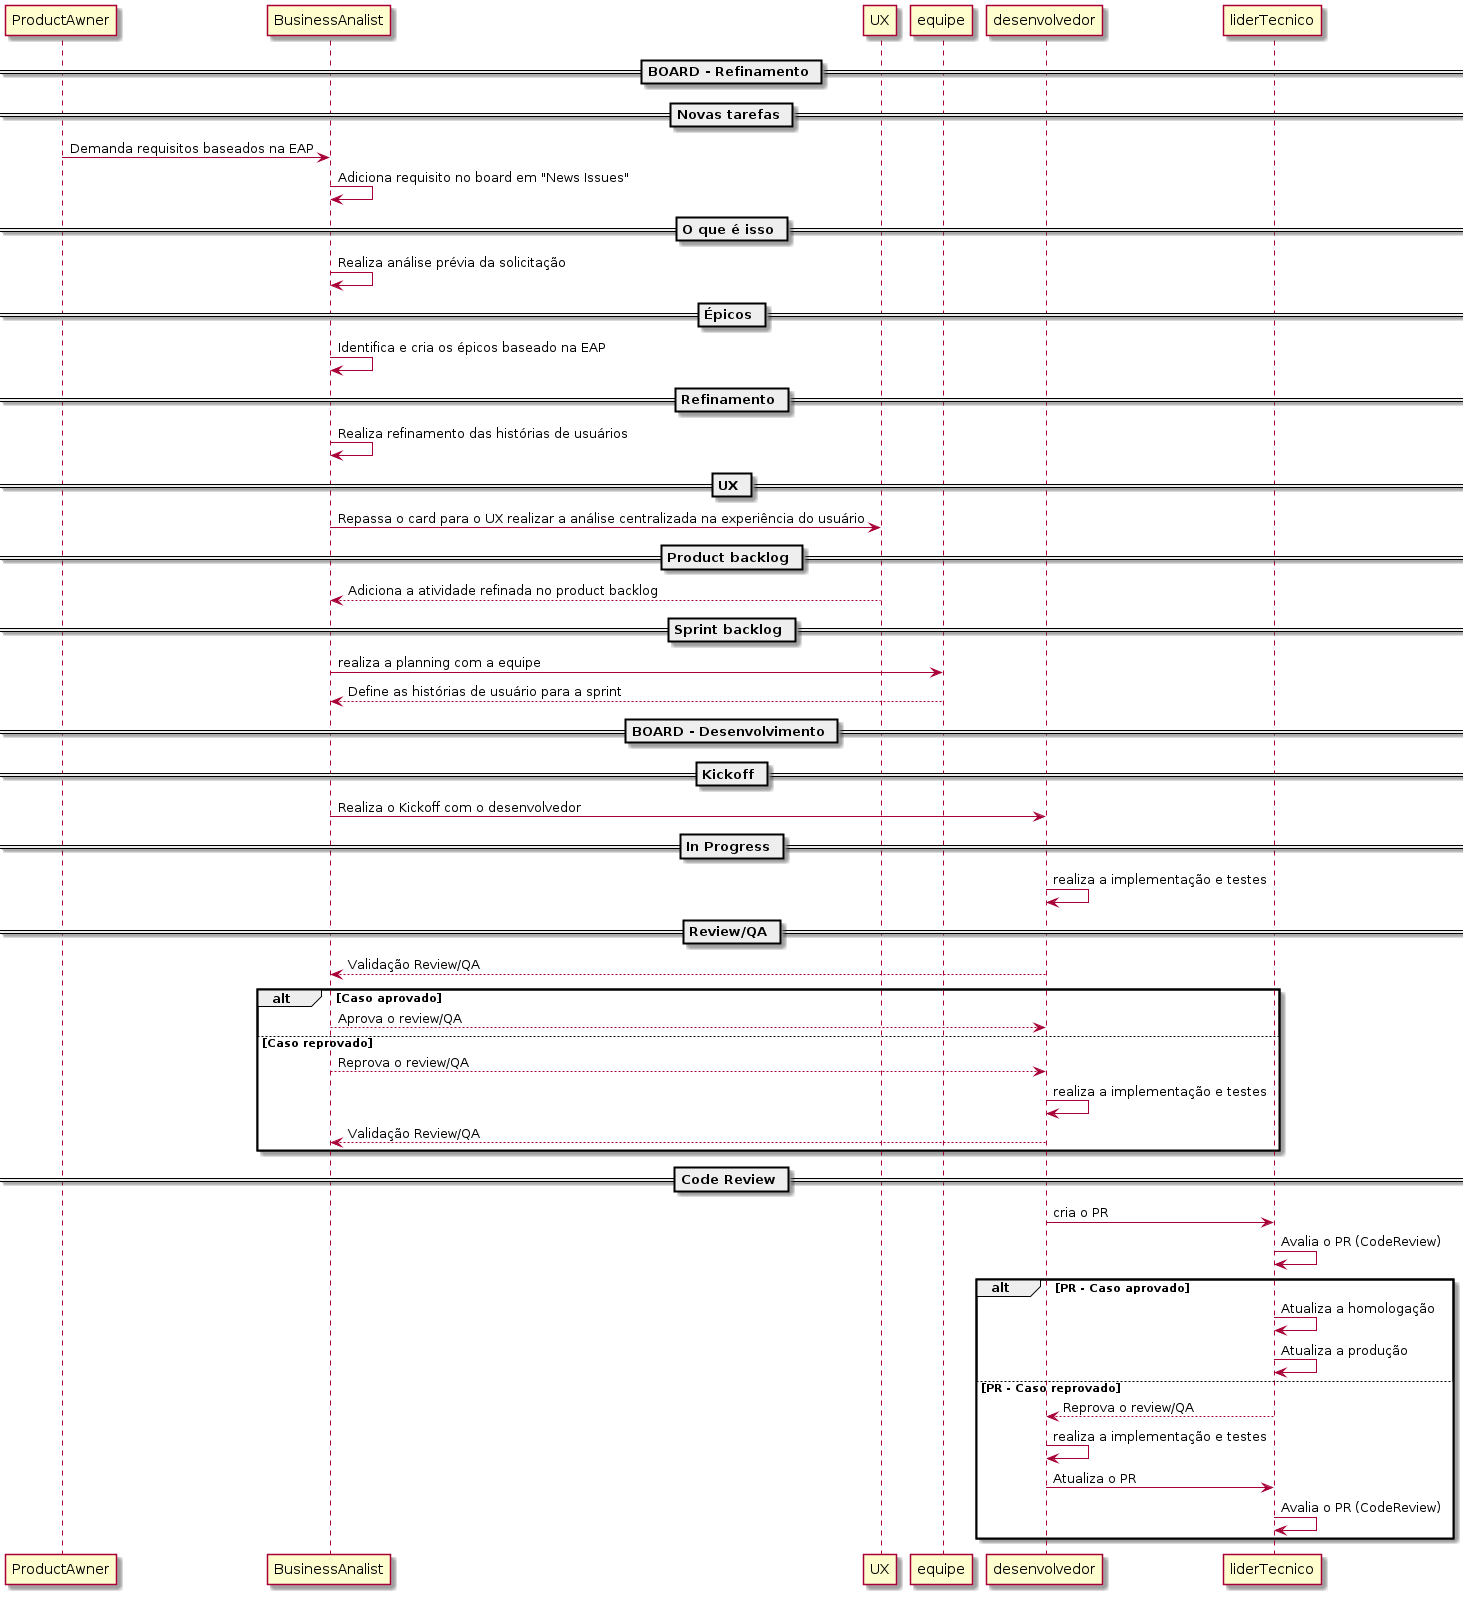 ProductAwner BusinessAnalist UX equipe desenvolvedor liderTecnico
BOARD - Refinamento
Novas tarefas
Demanda requisitos baseados na EAP
Adiciona requisito no board em "News Issues"
O que é isso
Realiza análise prévia da solicitação
Épicos
Identifica e cria os épicos baseado na EAP
Refinamento
Realiza refinamento das histórias de usuários
UX
Repassa o card para o UX realizar a análise centralizada na experiência do usuário
Product backlog
Adiciona a atividade refinada no product backlog
Sprint backlog
realiza a planning com a equipe
Define as histórias de usuário para a sprint
BOARD - Desenvolvimento
Kickoff
Realiza o Kickoff com o desenvolvedor
In Progress
realiza a implementação e testes
Review/QA
Validação Review/QA
alt [Caso aprovado]
Aprova o review/QA
[Caso reprovado]
Reprova o review/QA
realiza a implementação e testes
Validação Review/QA
Code Review
cria o PR
Avalia o PR (CodeReview)
alt [PR - Caso aprovado]
Atualiza a homologação
Atualiza a produção
[PR - Caso reprovado]
Reprova o review/QA
realiza a implementação e testes
Atualiza o PR
Avalia o PR (CodeReview)
ProductAwner BusinessAnalist UX equipe desenvolvedor liderTecnico